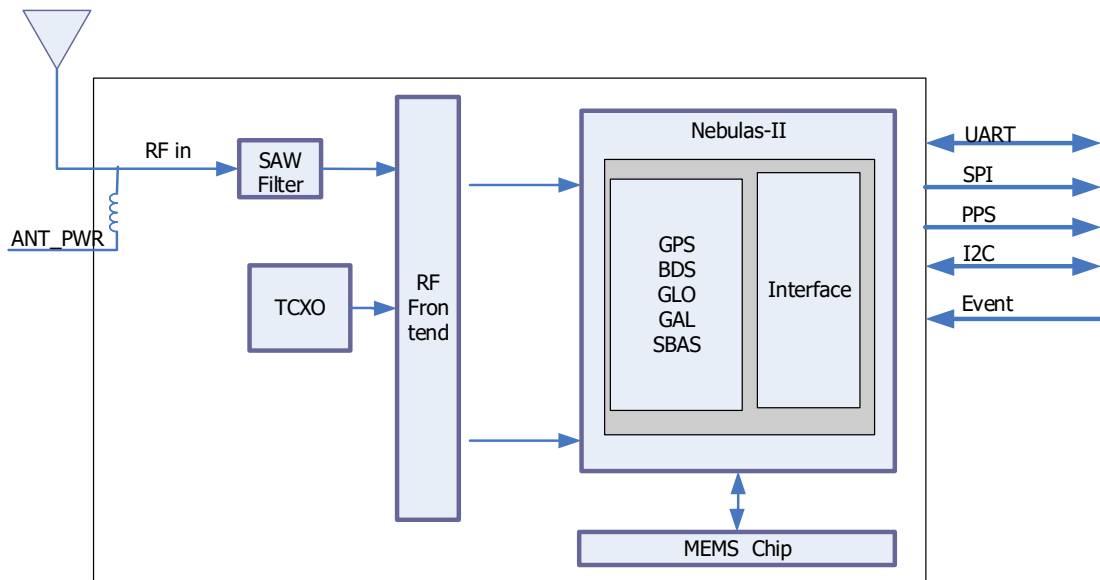 RF in
ANT_PWR
SAW
Filter
TCXO
RF
Fron
tend
Nebulas-II
GPS
BDS
GLO
GAL
SBAS
Interface
MEMS Chip
UART
SPI
PPS
I2C
Event